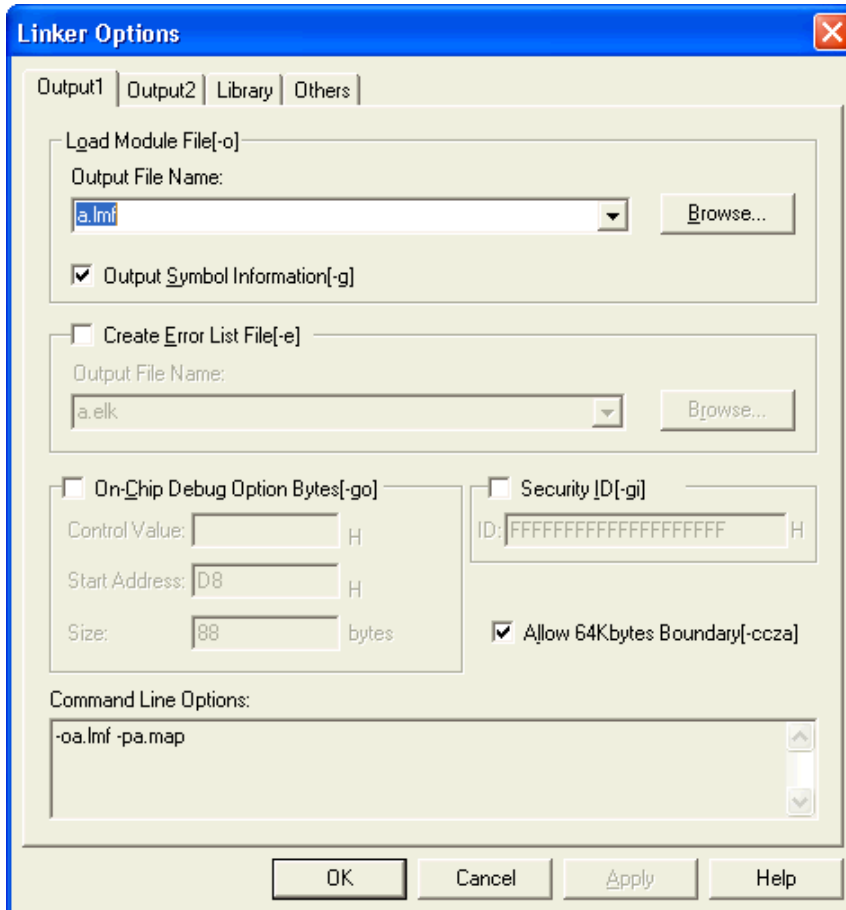 Linker Options
Output1 Output2 Library Others
Load Module File[-o]
Output File Name:
a.lmf Browse...
Output Symbol Information[-g]
Create Error List File[-e]
Output File Name:
a.elk Browse...
On-Chip Debug Option Bytes[-go] Security ID[-gi]
Control Value: H ID: FFFFFFFFFFFFFFFFFFFF H
Start Address: D8 H
Size: 88 bytes Allow 64Kbytes Boundary[-ccza]
Command Line Options:
-oa.lmf -pa.map
OK Cancel Apply Help